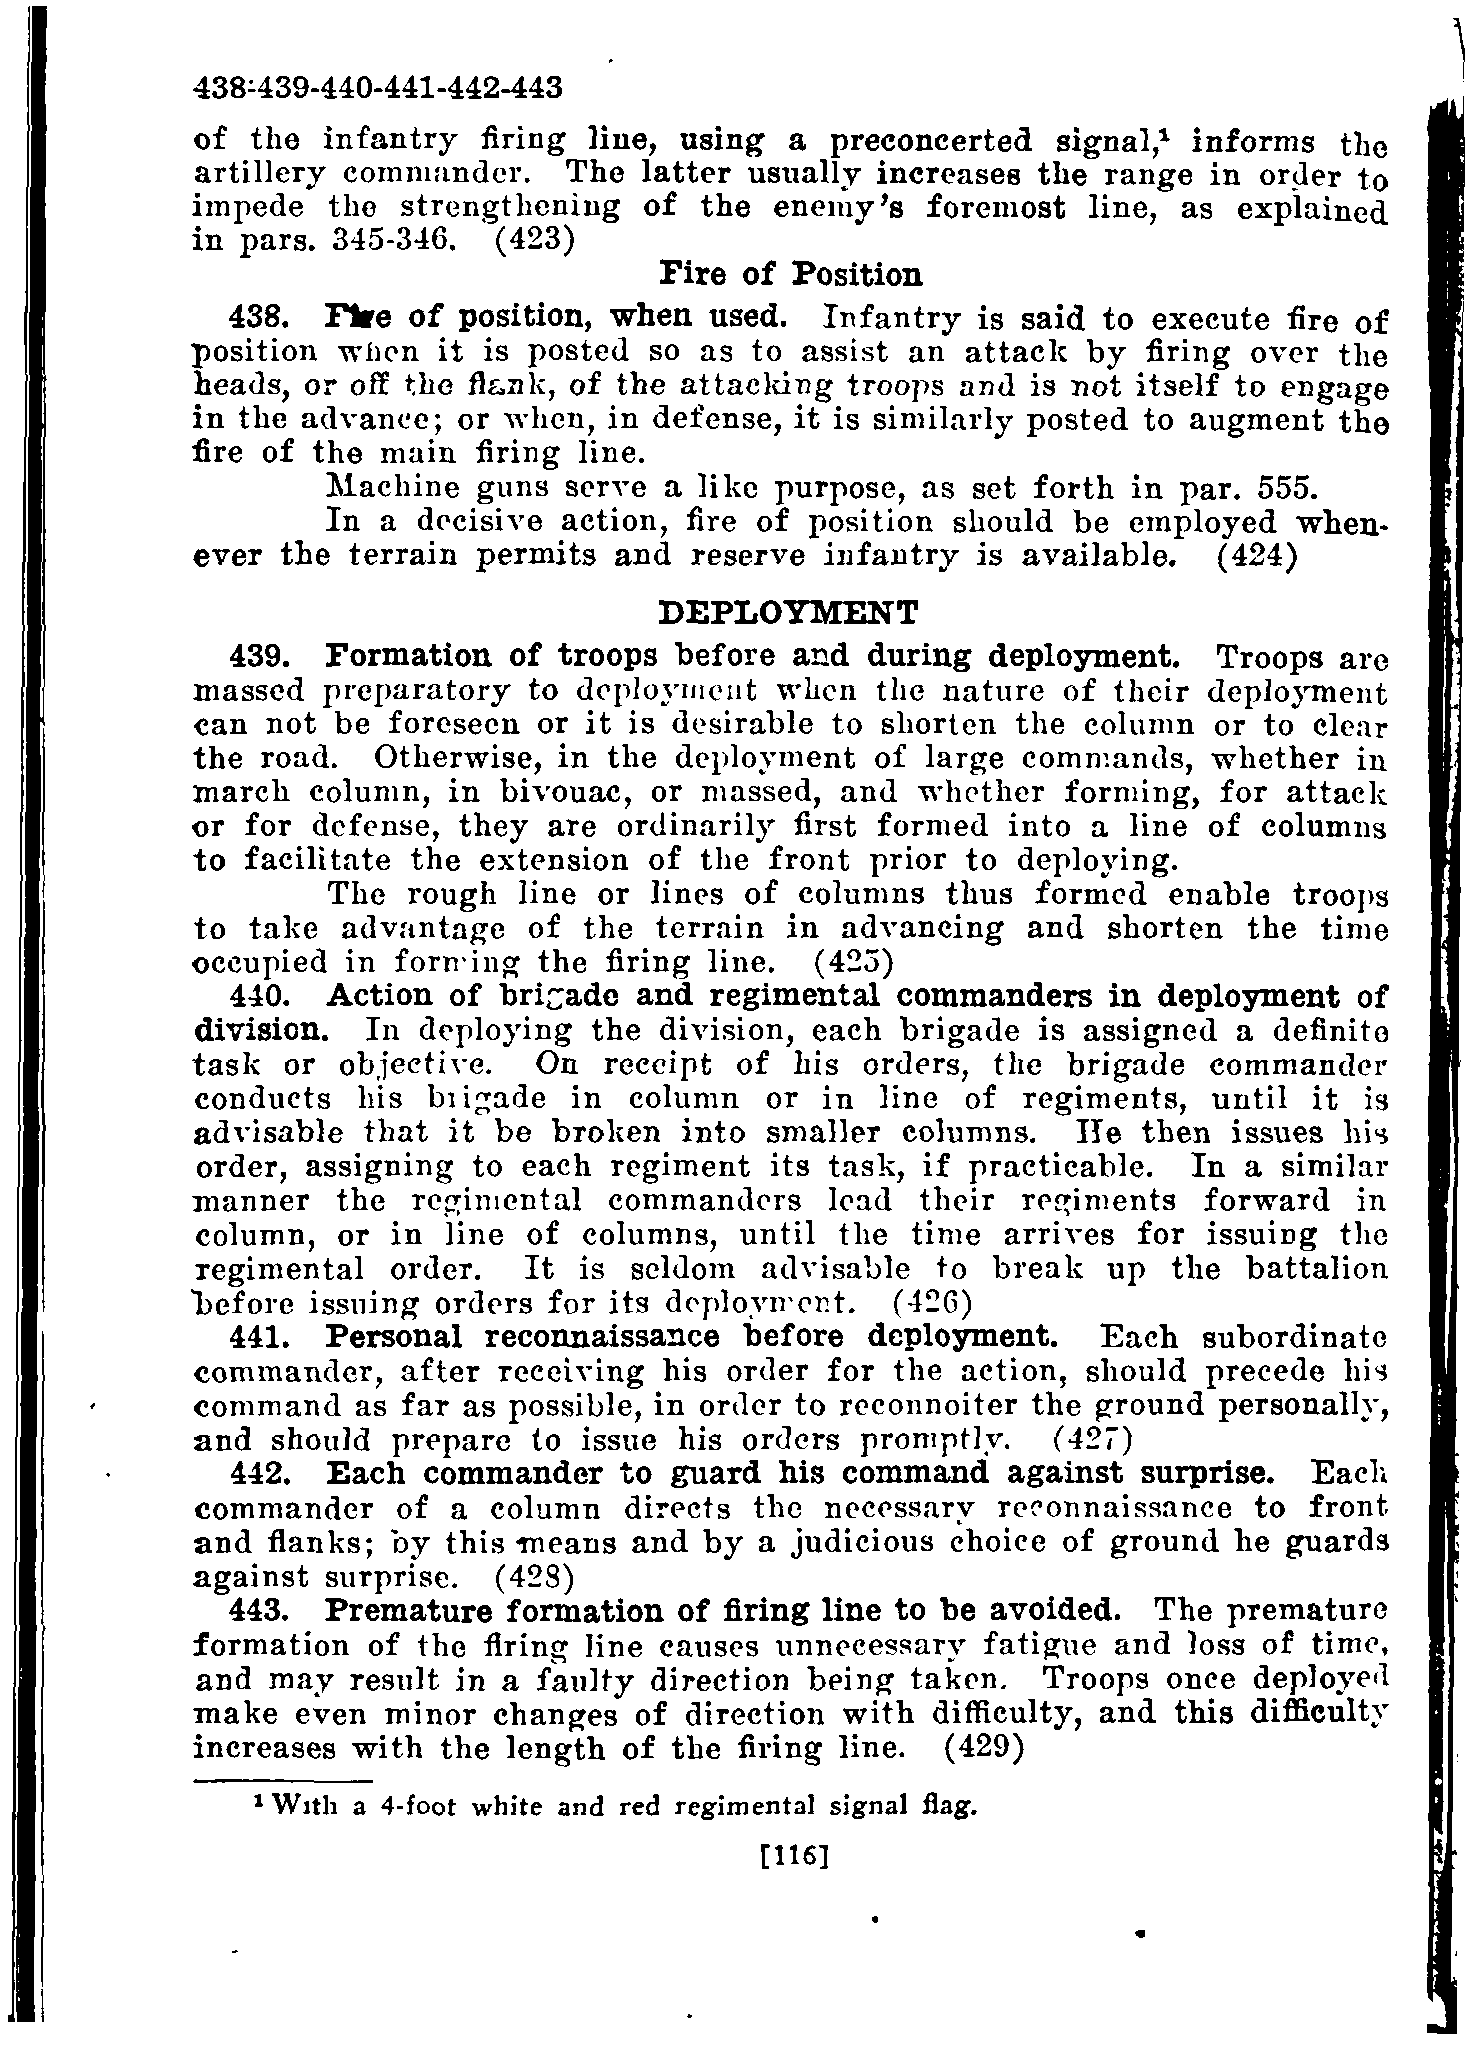 438-439-440-441-442-443
of the infantry firing line, using a preconcerted signal,¹ informs the
artillery commander. The latter usually increases the range in order to
impede the strengthening of the enemy's foremost line, as explained
in pars. 345-346. (423)
Fire of Position
438. Fire of position, when used. Infantry is said to execute fire of
position when it is posted so as to assist an attack by firing over the
heads, or off the flank, of the attacking troops and is not itself to engage
in the advance; or when, in defense, it is similarly posted to augment the
fire of the main firing line.
Machine guns serve a like purpose, as set forth in par. 555.
In a decisive action, fire of position should be employed when-
ever the terrain permits and reserve infantry is available. (424)
DEPLOYMENT
439. Formation of troops before and during deployment. Troops are
massed preparatory to deployment when the nature of their deployment
can not be foreseen or it is desirable to shorten the column or to clear
the road. Otherwise, in the deployment of large commands, whether in
march column, in bivouac, or massed, and whether forming, for attack
or for defense, they are ordinarily first formed into a line of columns
to facilitate the extension of the front prior to deploying.
The rough line or lines of columns thus formed enable troops
to take advantage of the terrain in advancing and shorten the time
occupied in forming the firing line. (425)
440. Action of brigade and regimental commanders in deployment of
division. In deploying the division, each brigade is assigned a definite
task or objective. On receipt of his orders, the brigade commander
conducts his brigade in column or in line of regiments, until it is
advisable that it be broken into smaller columns. He then issues his
order, assigning to each regiment its task, if practicable. In a similar
manner the regimental commanders lead their regiments forward in
column, or in line of columns, until the time arrives for issuing the
regimental order. It is seldom advisable to break up the battalion
before issuing orders for its deployment. (426)
441. Personal reconnaissance before deployment. Each subordinate
commander, after receiving his order for the action, should precede his
command as far as possible, in order to reconnoiter the ground personally,
and should prepare to issue his orders promptly. (427)
442. Each commander to guard his command against surprise. Each
commander of a column directs the necessary reconnaissance to front
and flanks; by this means and by a judicious choice of ground he guards
against surprise. (428)
443. Premature formation of firing line to be avoided. The premature
formation of the firing line causes unnecessary fatigue and loss of time,
and may result in a faulty direction being taken. Troops once deployed
make even minor changes of direction with difficulty, and this difficulty
increases with the length of the firing line. (429)
¹ With a 4-foot white and red regimental signal flag.
[116]